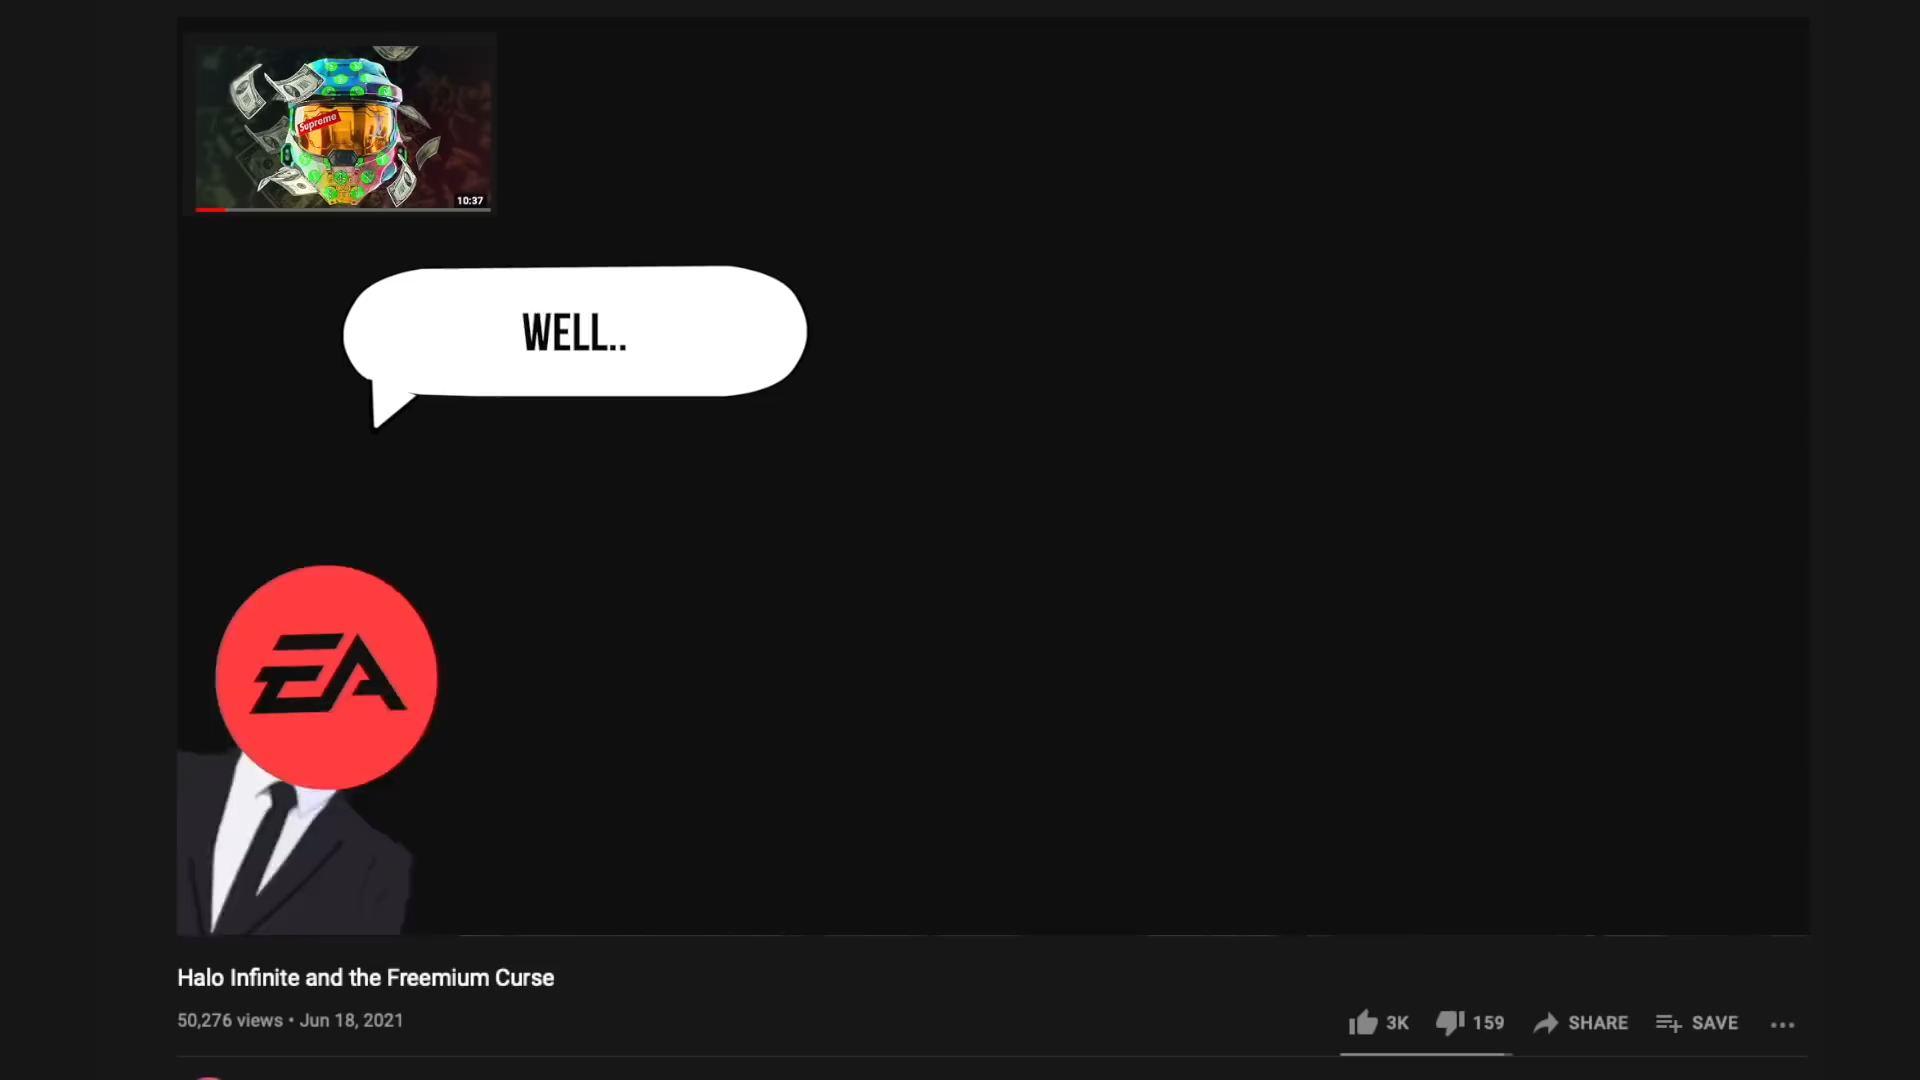 Supreme
10:37
WELL..
EA
Halo Infinite and the Freemium Curse
50,276 views • Jun 18, 2021
3K
159
SHARE
SAVE